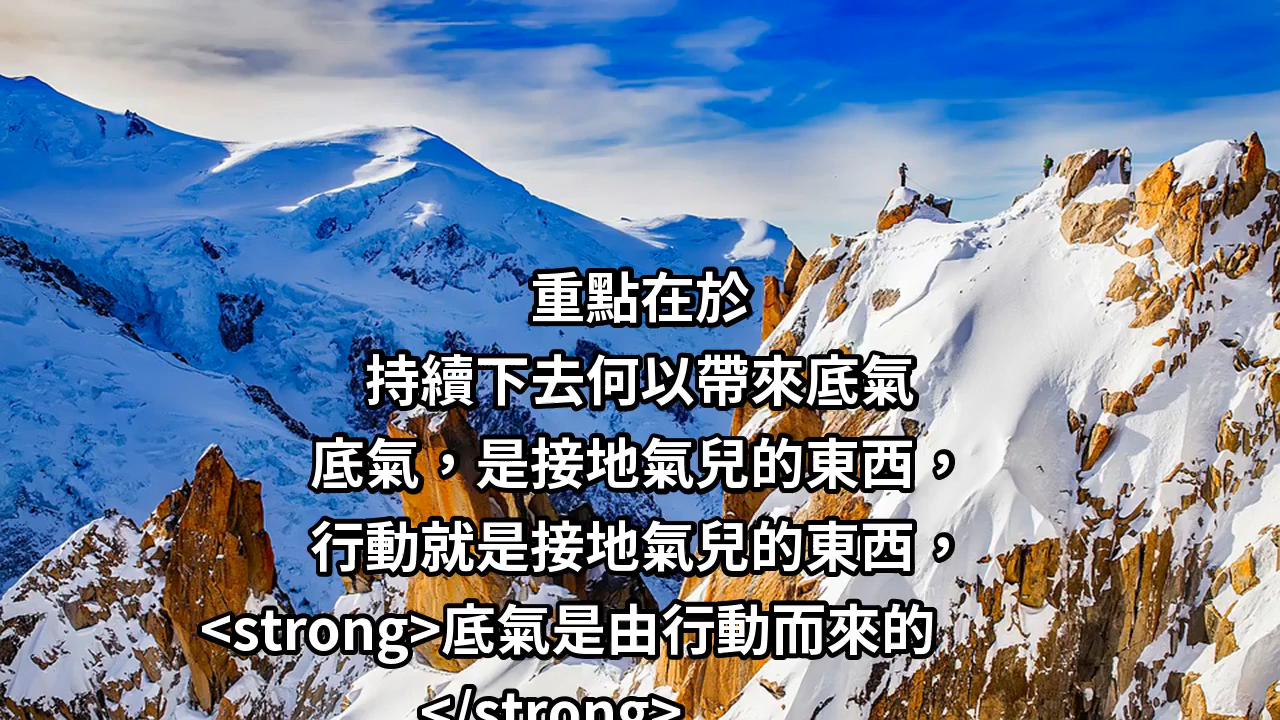 重點在於
持續下去何以帶來底氣
底氣，是接地氣兒的東西，
行動就是接地氣兒的東西，
<strong>底氣是由行動而來的
</strong>